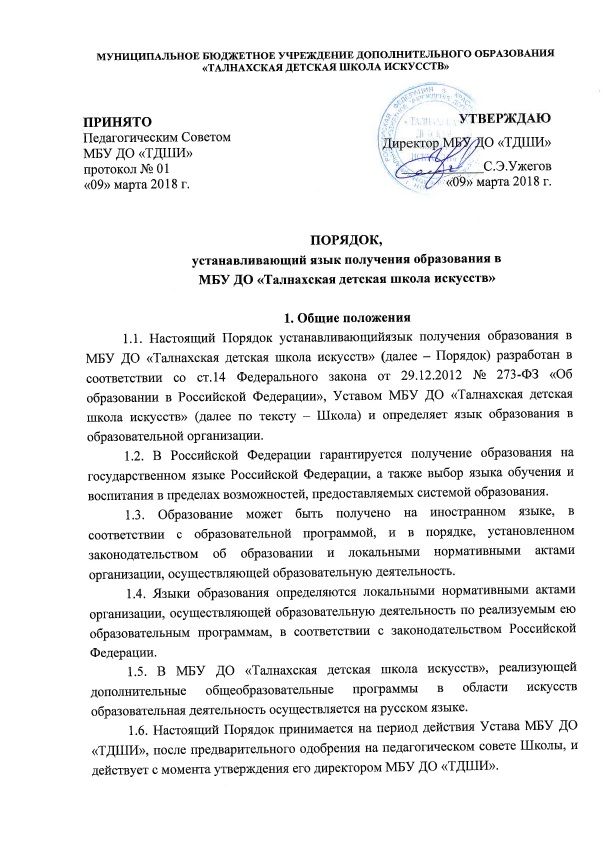 МУНИЦИПАЛЬНОЕ БЮДЖЕТНОЕ УЧРЕЖДЕНИЕ ДОПОЛНИТЕЛЬНОГО ОБРАЗОВАНИЯ
«ТАЛНАХСКАЯ ДЕТСКАЯ ШКОЛА ИСКУССТВ»
ПРИНЯТО
Педагогическим Советом
МБУ ДО «ТДШИ»
протокол № 01
«09» марта 2018 г.
УТВЕРЖДАЮ
Директор МБУ ДО «ТДШИ»
____________С.Э.Ужегов
«09» марта 2018 г.
ПОРЯДОК,
устанавливающий язык получения образования в
МБУ ДО «Талнахская детская школа искусств»
1. Общие положения
1.1. Настоящий Порядок устанавливающийязык получения образования в
МБУ ДО «Талнахская детская школа искусств» (далее – Порядок) разработан в
соответствии со ст.14 Федерального закона от 29.12.2012 № 273-ФЗ «Об
образовании в Российской Федерации», Уставом МБУ ДО «Талнахская детская
школа искусств» (далее по тексту – Школа) и определяет язык образования в
образовательной организации.
1.2. В Российской Федерации гарантируется получение образования на
государственном языке Российской Федерации, а также выбор языка обучения и
воспитания в пределах возможностей, предоставляемых системой образования.
1.3. Образование может быть получено на иностранном языке, в
соответствии с образовательной программой, и в порядке, установленном
законодательством об образовании и локальными нормативными актами
организации, осуществляющей образовательную деятельность.
1.4. Языки образования определяются локальными нормативными актами
организации, осуществляющей образовательную деятельность по реализуемым ею
образовательным программам, в соответствии с законодательством Российской
Федерации.
1.5. В МБУ ДО «Талнахская детская школа искусств», реализующей
дополнительные общеобразовательные программы в области искусств
образовательная деятельность осуществляется на русском языке.
1.6. Настоящий Порядок принимается на период действия Устава МБУ ДО
«ТДШИ», после предварительного одобрения на педагогическом совете Школы, и
действует с момента утверждения его директором МБУ ДО «ТДШИ».